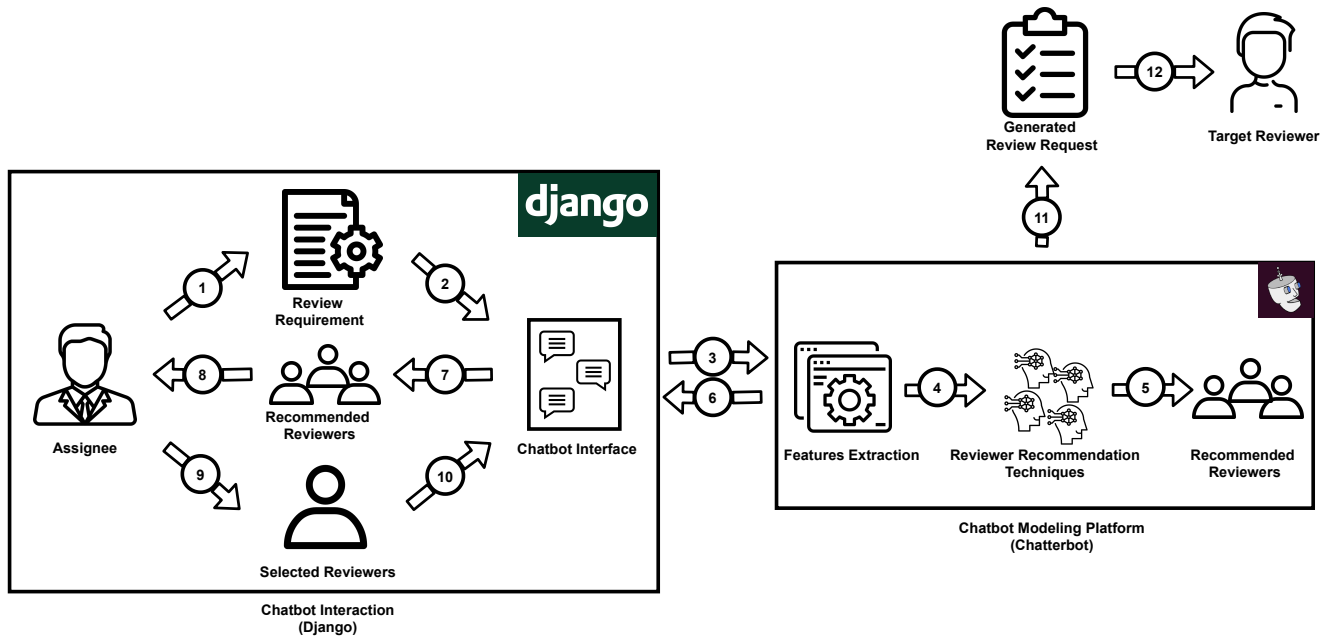 12
Generated
Review Request
Target Reviewer
11
django
1
2
Review
Requirement
3
8
7
6
4
5
Recommended
Reviewers
Assignee
Chatbot Interface
Features Extraction
Reviewer Recommendation
Techniques
Recommended
Reviewers
9
10
Selected Reviewers
Chatbot Modeling Platform
(Chatterbot)
Chatbot Interaction
(Django)